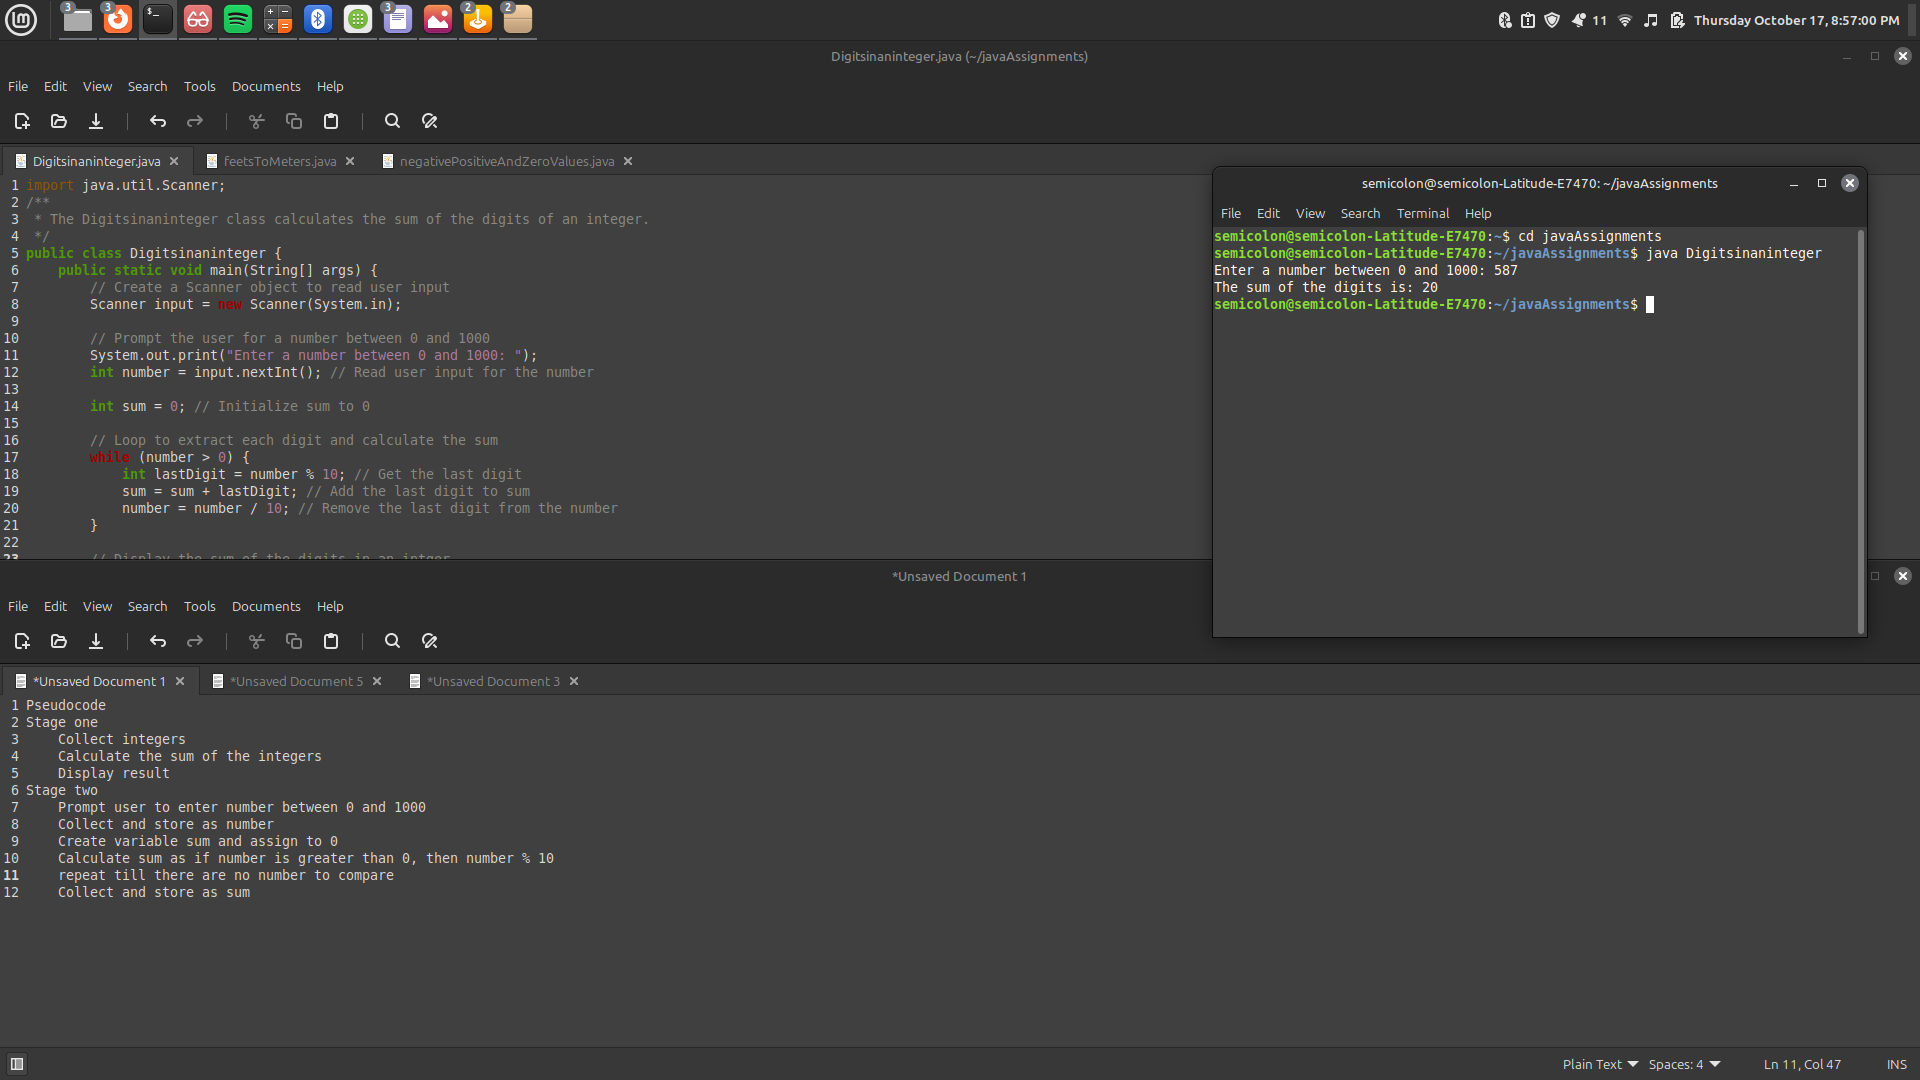 3 3 3 2 2
11 Thursday October 17, 8:57:00 PM
Digitsinaninteger.java (~/javaAssignments)
File Edit View Search Tools Documents Help
Digitsinaninteger.java feetsToMeters.java negativePositiveAndZeroValues.java
1 import java.util.Scanner;
2 /**
3 * The Digitsinaninteger class calculates the sum of the digits of an integer.
4 */
5 public class Digitsinaninteger {
6 public static void main(String[] args) {
7 // Create a Scanner object to read user input
8 Scanner input = new Scanner(System.in);
9
10 // Prompt the user for a number between 0 and 1000
11 System.out.print("Enter a number between 0 and 1000: ");
12 int number = input.nextInt(); // Read user input for the number
13
14 int sum = 0; // Initialize sum to 0
15
16 // Loop to extract each digit and calculate the sum
17 while (number > 0) {
18 int lastDigit = number % 10; // Get the last digit
19 sum = sum + lastDigit; // Add the last digit to sum
20 number = number / 10; // Remove the last digit from the number
21 }
22
23 // Display the sum of the digits in an intger
semicolon@semicolon-Latitude-E7470: ~/javaAssignments
File Edit View Search Terminal Help
semicolon@semicolon-Latitude-E7470:~$ cd javaAssignments
semicolon@semicolon-Latitude-E7470:~/javaAssignments$ java Digitsinaninteger
Enter a number between 0 and 1000: 587
The sum of the digits is: 20
semicolon@semicolon-Latitude-E7470:~/javaAssignments$
*Unsaved Document 1
File Edit View Search Tools Documents Help
*Unsaved Document 1 *Unsaved Document 5 *Unsaved Document 3
1 Pseudocode
2 Stage one
3 Collect integers
4 Calculate the sum of the integers
5 Display result
6 Stage two
7 Prompt user to enter number between 0 and 1000
8 Collect and store as number
9 Create variable sum and assign to 0
10 Calculate sum as if number is greater than 0, then number % 10
11 repeat till there are no number to compare
12 Collect and store as sum
Plain Text Spaces: 4 Ln 11, Col 47 INS